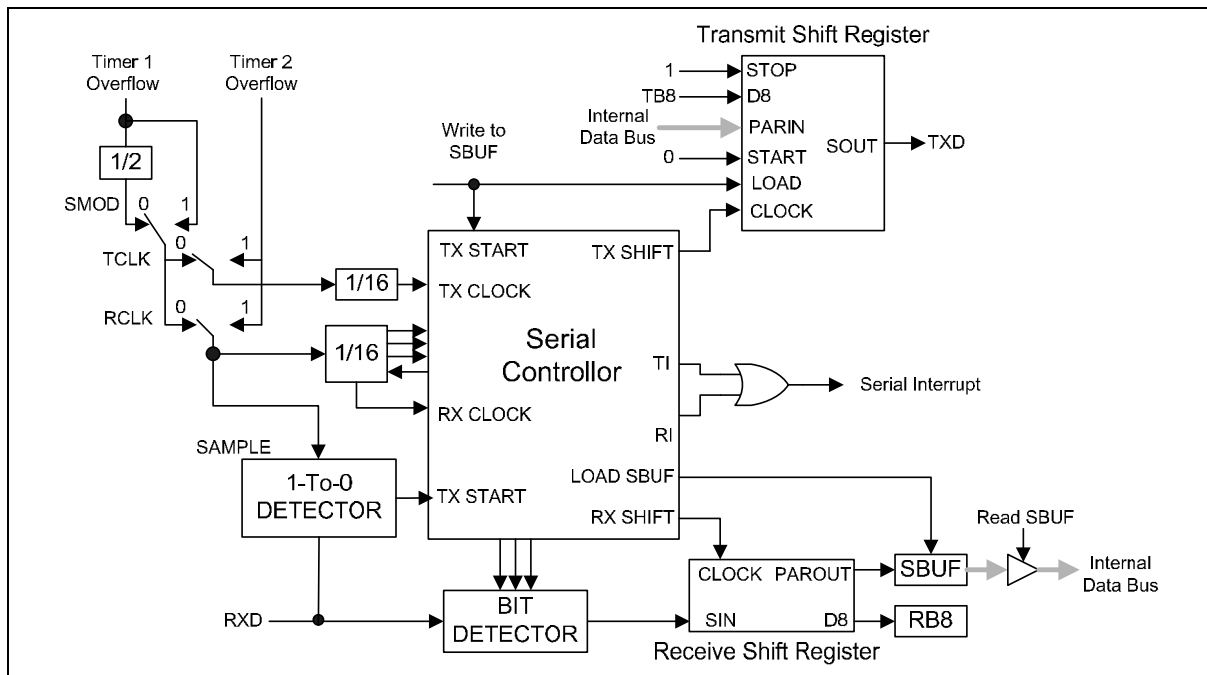 Transmit Shift Register
Timer 1
Overflow
Timer 2
Overflow
1
STOP
TB8
D8
Internal
Data Bus
PARIN
SOUT
TXD
0
START
LOAD
CLOCK
Write to
SBUF
1/2
SMOD
0
1
TCLK
0
1
RCLK
0
1
1/16
1/16
TX START
TX SHIFT
TX CLOCK
Serial
Controllor
TI
RX CLOCK
RI
Serial Interrupt
SAMPLE
1-To-0
DETECTOR
TX START
LOAD SBUF
RX SHIFT
Read SBUF
CLOCK
PAROUT
SBUF
Internal
Data Bus
RXD
BIT
DETECTOR
SIN
D8
RB8
Receive Shift Register